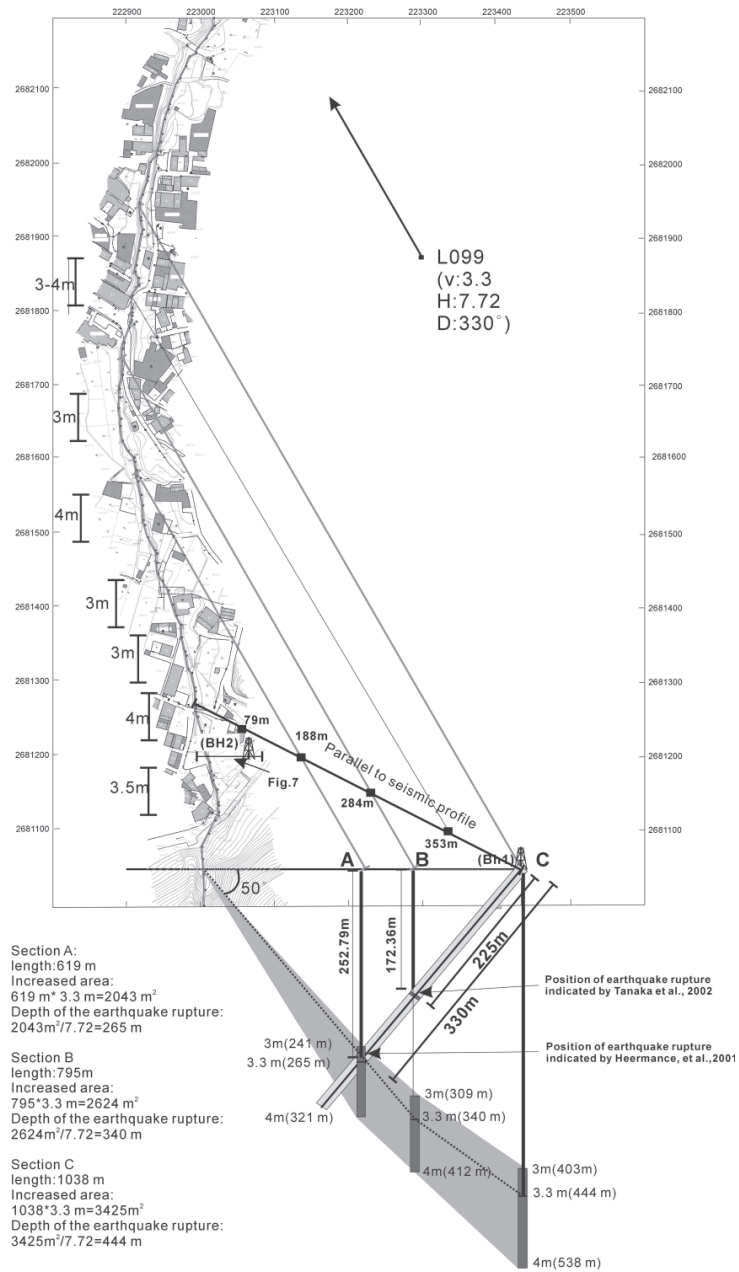 222900 223000 223100 223200 223300 223400 223500
2682100 2682100
2682000 2682000
2681900 2681900
L099
(v:3.3
H:7.72
D:330°)
3-4m
2681800 2681800
2681700 2681700
3m
2681600 2681600
4m
2681500 2681500
2681400 2681400
3m
3m
2681300 2681300
4m
79m
(BH2)
188m
Parallel to seismic profile
2681200 2681200
Fig.7
3.5m
284m
353m
2681100 2681100
A B (Bh1) C
50°
252.79m
172.36m
225m
330m
Position of earthquake rupture
indicated by Tanaka et al., 2002
Position of earthquake rupture
indicated by Heermance, et al.,2001
3m(241 m)
3.3 m(265 m)
4m(321 m)
3m(309 m)
3.3 m(340 m)
4m(412 m)
3m(403m)
3.3 m(444 m)
4m(538 m)
Section A:
length:619 m
Increased area:
619 m* 3.3 m=2043 m²
Depth of the earthquake rupture:
2043m²/7.72=265 m
Section B
length:795m
Increased area:
795*3.3 m=2624 m²
Depth of the earthquake rupture:
2624m²/7.72=340 m
Section C
length:1038 m
Increased area:
1038*3.3 m=3425m²
Depth of the earthquake rupture:
3425m²/7.72=444 m